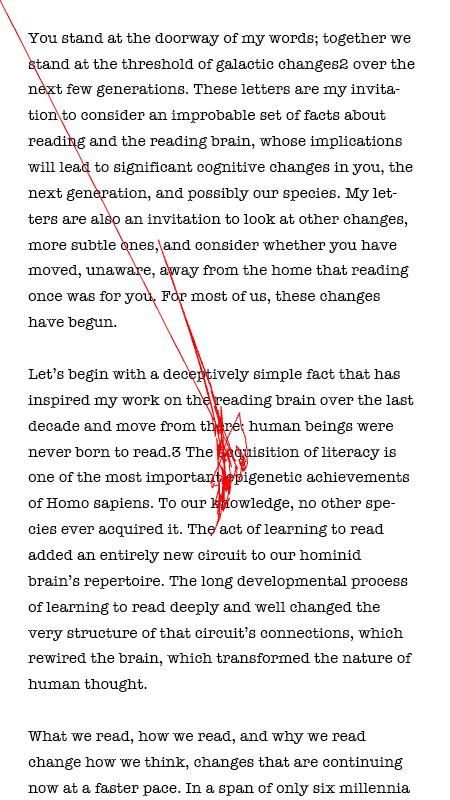 You stand at the doorway of my words; together we
stand at the threshold of galactic changes2 over the
next few generations. These letters are my invita-
tion to consider an improbable set of facts about
reading and the reading brain, whose implications
will lead to significant cognitive changes in you, the
next generation, and possibly our species. My let-
ters are also an invitation to look at other changes,
more subtle ones, and consider whether you have
moved, unaware, away from the home that reading
once was for you. For most of us, these changes
have begun.
Let’s begin with a deceptively simple fact that has
inspired my work on the reading brain over the last
decade and move from there: human beings were
never born to read.3 The acquisition of literacy is
one of the most important epigenetic achievements
of Homo sapiens. To our knowledge, no other spe-
cies ever acquired it. The act of learning to read
added an entirely new circuit to our hominid
brain’s repertoire. The long developmental process
of learning to read deeply and well changed the
very structure of that circuit’s connections, which
rewired the brain, which transformed the nature of
human thought.
What we read, how we read, and why we read
change how we think, changes that are continuing
now at a faster pace. In a span of only six millennia